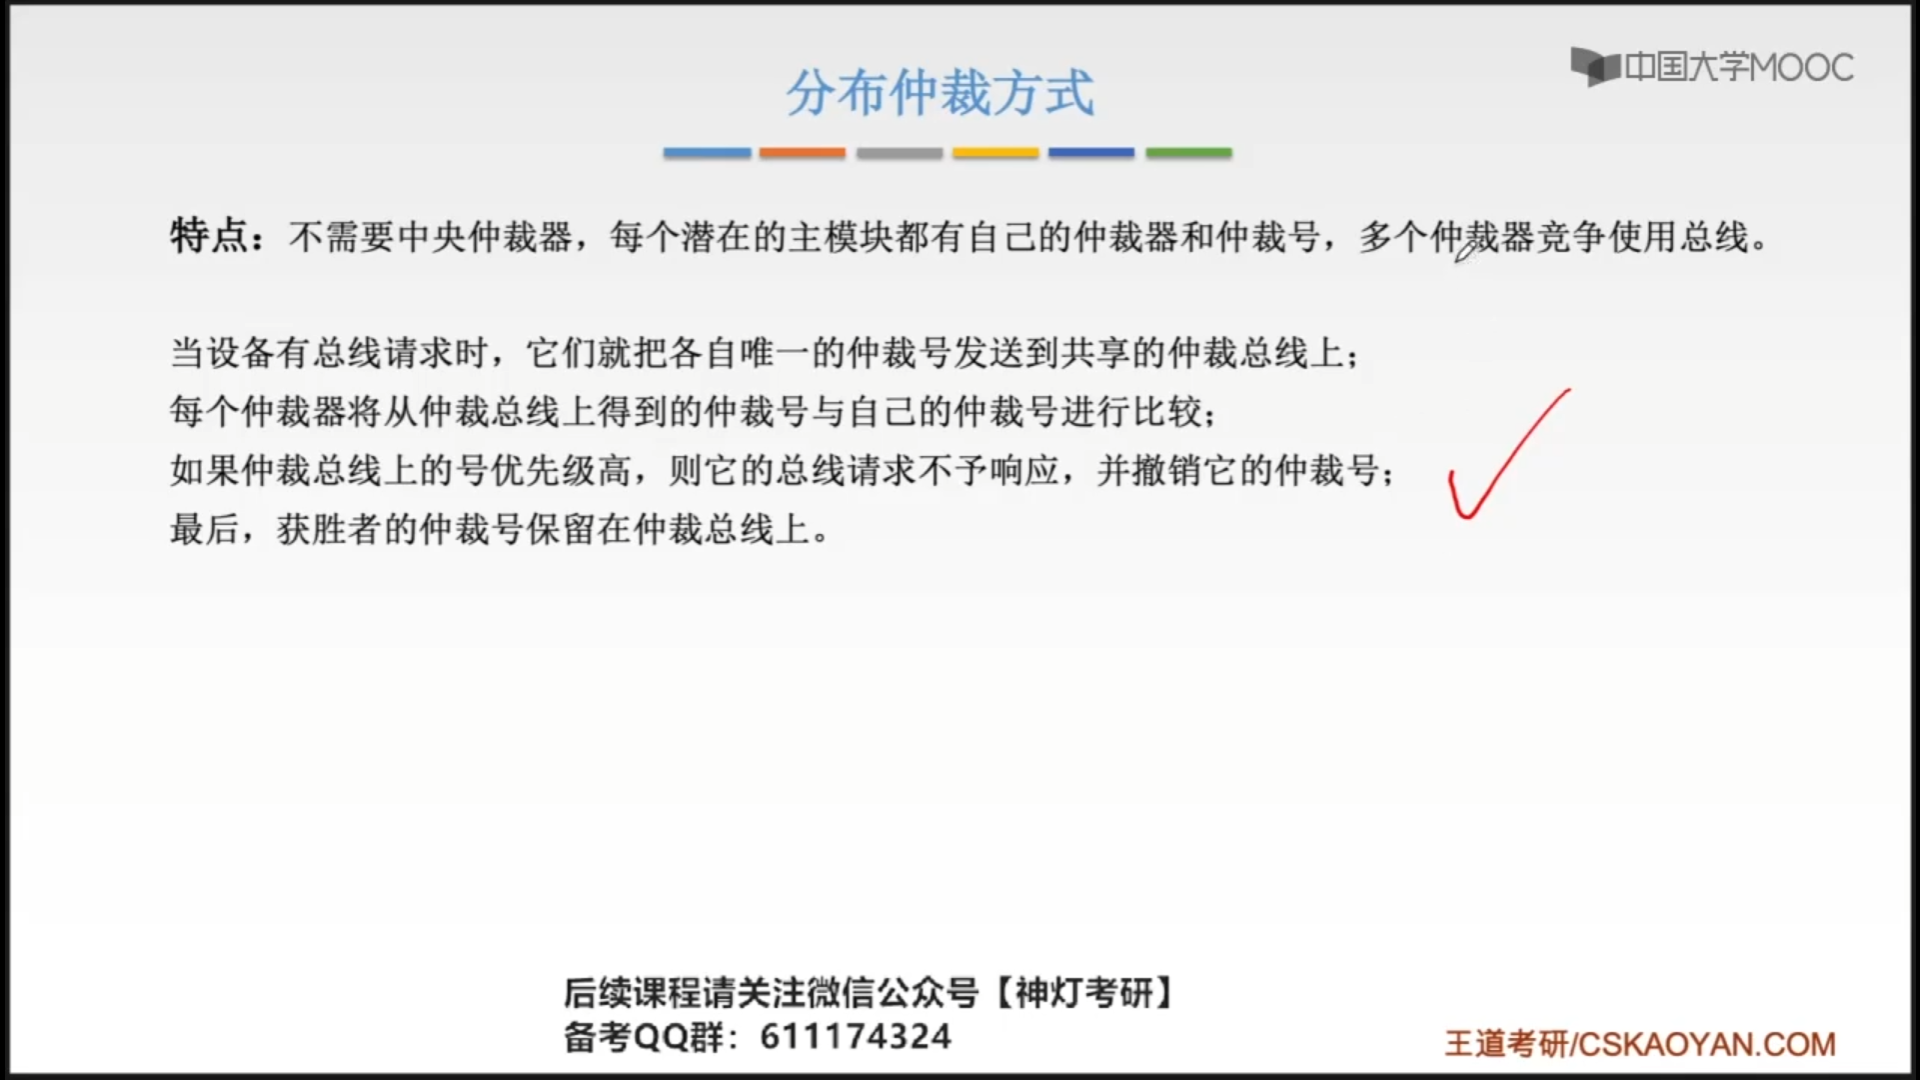 中国大学MOOC
分布仲裁方式
特点：不需要中央仲裁器，每个潜在的主模块都有自己的仲裁器和仲裁号，多个仲裁器竞争使用总线。
当设备有总线请求时，它们就把各自唯一的仲裁号发送到共享的仲裁总线上；
每个仲裁器将从仲裁总线上得到的仲裁号与自己的仲裁号进行比较；
如果仲裁总线上的号优先级高，则它的总线请求不予响应，并撤销它的仲裁号；
最后，获胜者的仲裁号保留在仲裁总线上。
后续课程请关注微信公众号【神灯考研】
备考QQ群：611174324
王道考研/CSKAOYAN.COM